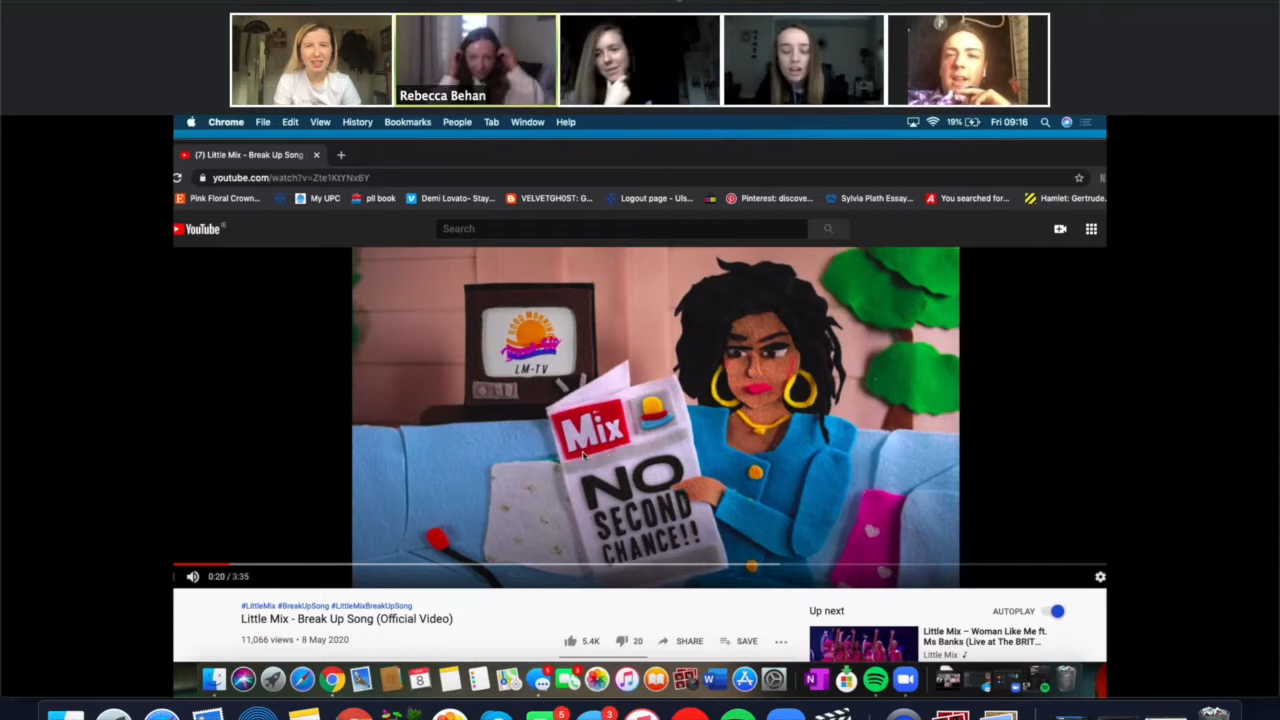 Rebecca Behan
Chrome File Edit View History Bookmarks People Tab Window Help
19% Fri 09:16
(7) Little Mix - Break Up Song
youtube.com/watch?v=Zte1KtYNx6Y
Pink Floral Crown... My UPC pll book Demi Lovato- Stay... VELVETGH0ST: G... Logout page - Uls... Pinterest: discove... Sylvia Plath Essay... You searched for... Hamlet: Gertrude
YouTube IE
Search
GOOD MORNING
LM-TV
Mix
NO
SECOND
CHANCE!!
0:20 / 3:35
#LittleMix #BreakUpSong #LittleMixBreakUpSong
Little Mix - Break Up Song (Official Video)
11,066 views • 8 May 2020
5.4K 20 SHARE SAVE
Up next AUTOPLAY
Little Mix – Woman Like Me ft.
Ms Banks (Live at The BRIT...
Little Mix
8
5
3